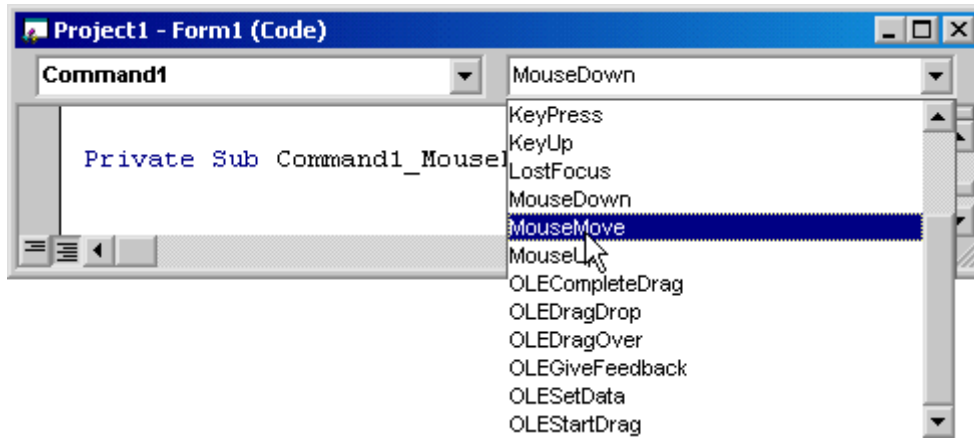 Project1 - Form1 (Code)
Command1
MouseDown
Private Sub Command1_Mouse
KeyPress
KeyUp
LostFocus
MouseDown
MouseMove
MouseU
OLECompleteDrag
OLEDragDrop
OLEDragOver
OLEGiveFeedback
OLESetData
OLEStartDrag